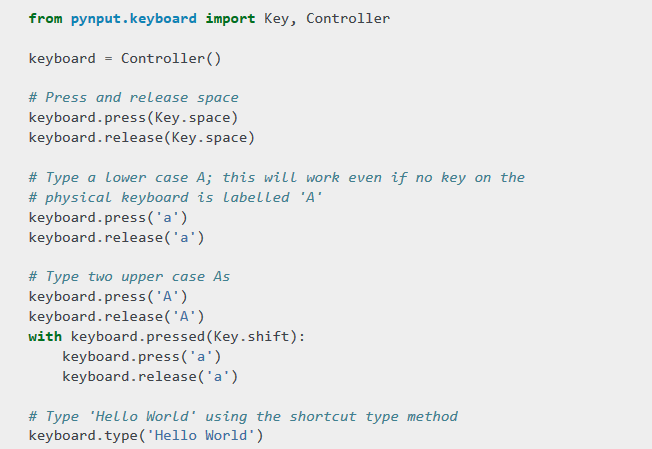 from pynput.keyboard import Key, Controller
keyboard = Controller()
# Press and release space
keyboard.press(Key.space)
keyboard.release(Key.space)
# Type a lower case A; this will work even if no key on the
# physical keyboard is labelled 'A'
keyboard.press('a')
keyboard.release('a')
# Type two upper case As
keyboard.press('A')
keyboard.release('A')
with keyboard.pressed(Key.shift):
    keyboard.press('a')
    keyboard.release('a')
# Type 'Hello World' using the shortcut type method
keyboard.type('Hello World')